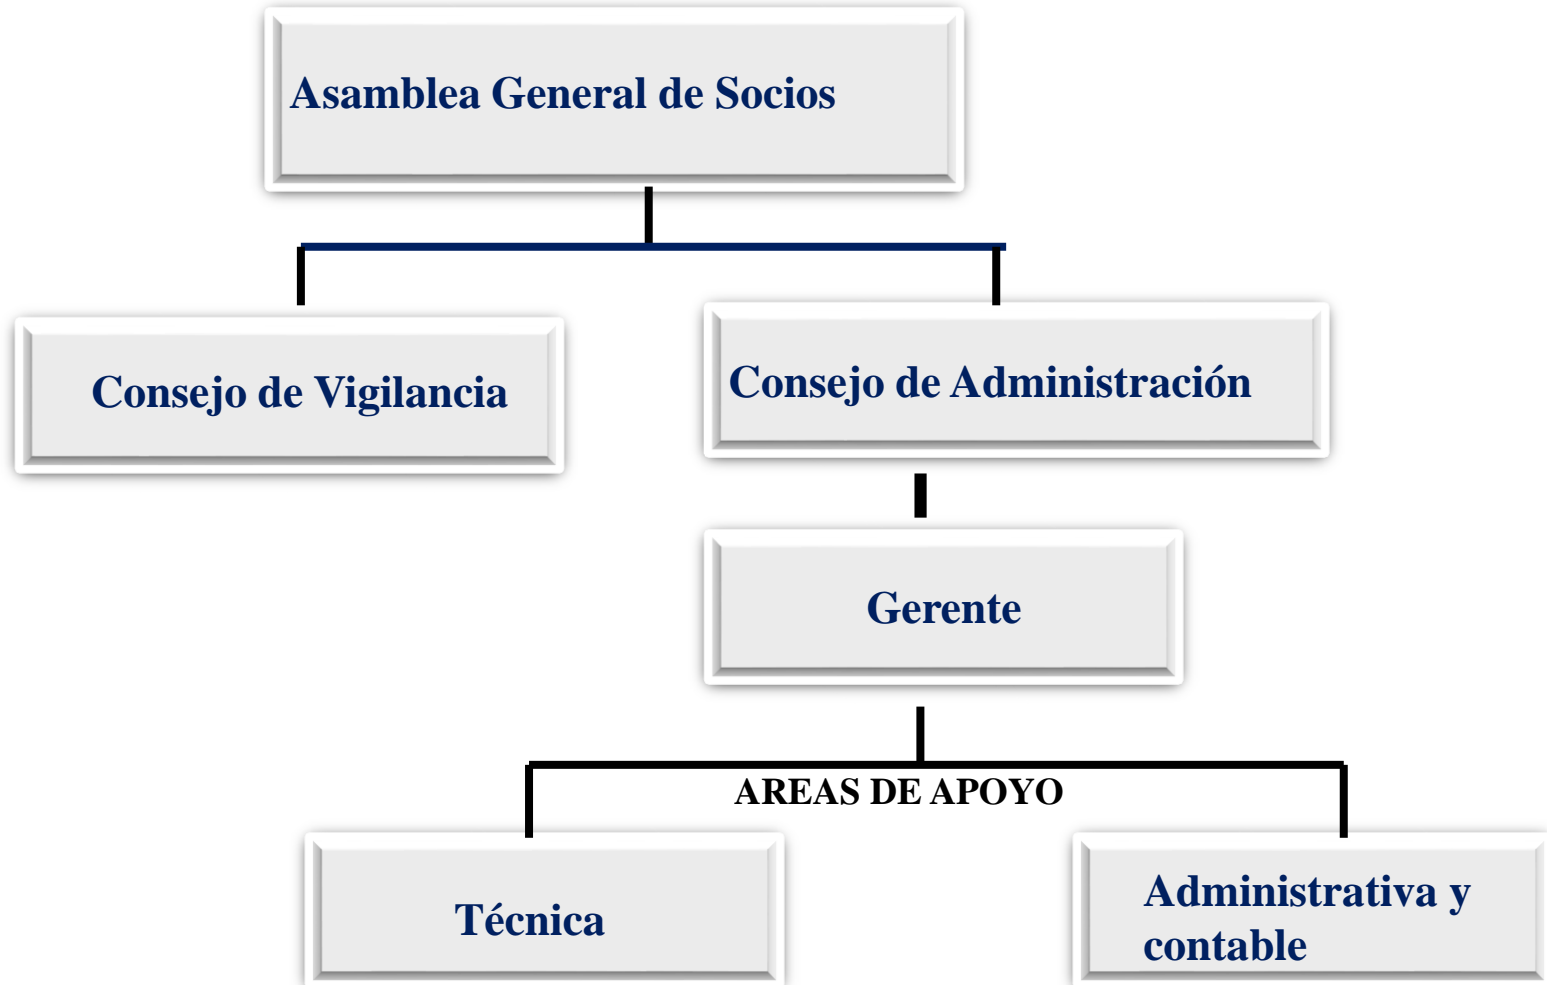 Asamblea General de Socios
Consejo de Vigilancia
Consejo de Administración
Gerente
AREAS DE APOYO
Técnica
Administrativa y
contable